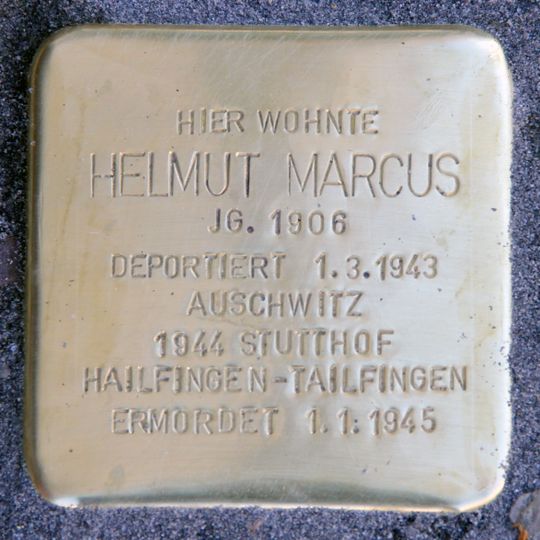 HIER WOHNTE
HELMUT MARCUS
JG. 1906
DEPORTIERT 1.3.1943
AUSCHWITZ
1944 STUTTHOF
HAILFINGEN-TAILFINGEN
ERMORDET 1.1.1945